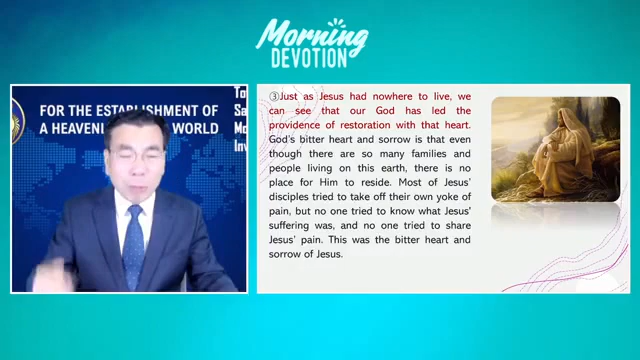 Morning
DEVOTION
FOR THE ESTABLISHMENT OF
A HEAVEN WORLD
To
Sa
Mo
Inv
③Just as Jesus had nowhere to live, we
can see that our God has led the
providence of restoration with that heart.
God's bitter heart and sorrow is that even
though there are so many families and
people living on this earth, there is no
place for Him to reside. Most of Jesus'
disciples tried to take off their own yoke of
pain, but no one tried to know what Jesus'
suffering was, and no one tried to share
Jesus' pain. This was the bitter heart and
sorrow of Jesus.